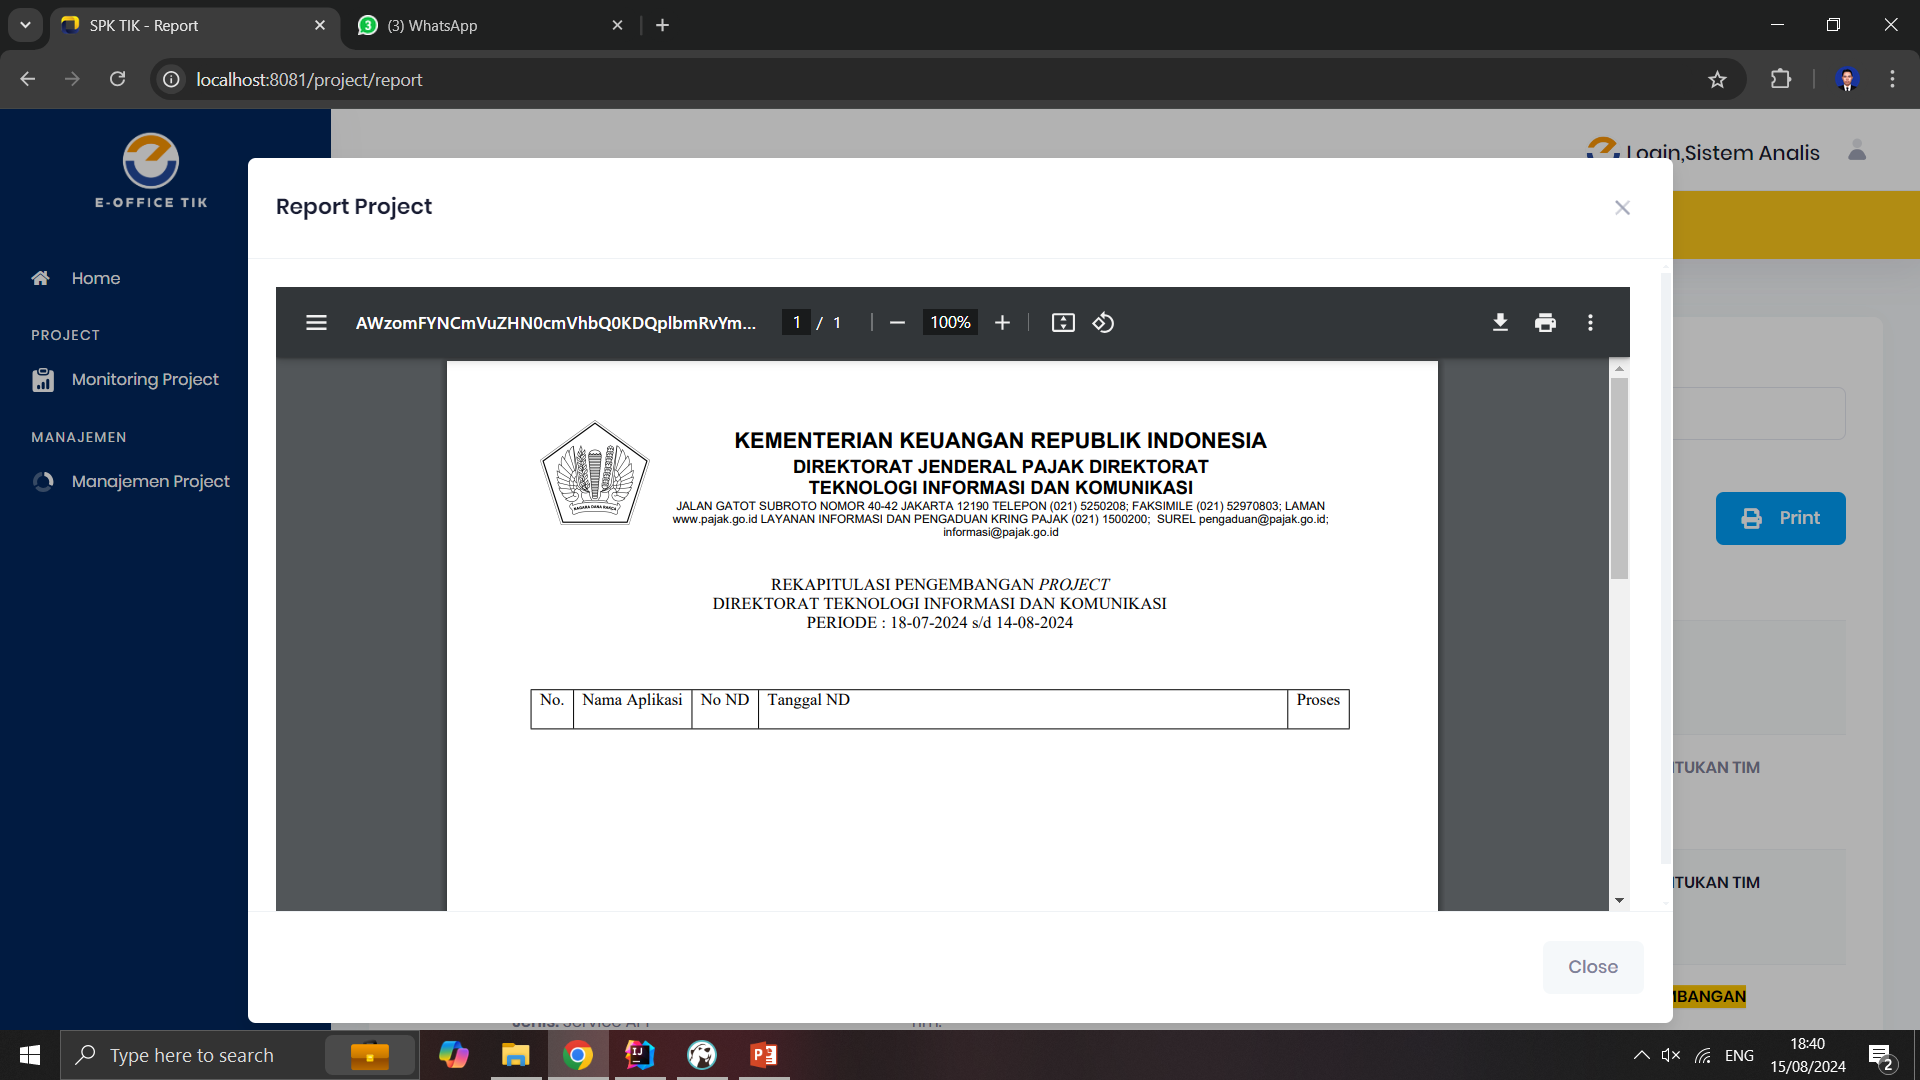 SPK TIK - Report
(3) WhatsApp
localhost:8081/project/report
E-OFFICE TIK
Login,Sistem Analis
Report Project
Home
PROJECT
Monitoring Project
MANAJEMEN
Manajemen Project
AWzomFYNCmVuZHN0cmVhbQ0KDQplbmRvYm...
1 / 1
100%
KEMENTERIAN KEUANGAN REPUBLIK INDONESIA
DIREKTORAT JENDERAL PAJAK DIREKTORAT
TEKNOLOGI INFORMASI DAN KOMUNIKASI
JALAN GATOT SUBROTO NOMOR 40-42 JAKARTA 12190 TELEPON (021) 5250208; FAKSIMILE (021) 52970803; LAMAN
www.pajak.go.id LAYANAN INFORMASI DAN PENGADUAN KRING PAJAK (021) 1500200; SUREL pengaduan@pajak.go.id;
informasi@pajak.go.id
NAGARA DANA RAKCA
Print
REKAPITULASI PENGEMBANGAN PROJECT
DIREKTORAT TEKNOLOGI INFORMASI DAN KOMUNIKASI
PERIODE : 18-07-2024 s/d 14-08-2024
No. Nama Aplikasi No ND Tanggal ND Proses
TUKAN TIM
TUKAN TIM
MBANGAN
Close
Type here to search
ENG
18:40
15/08/2024
2